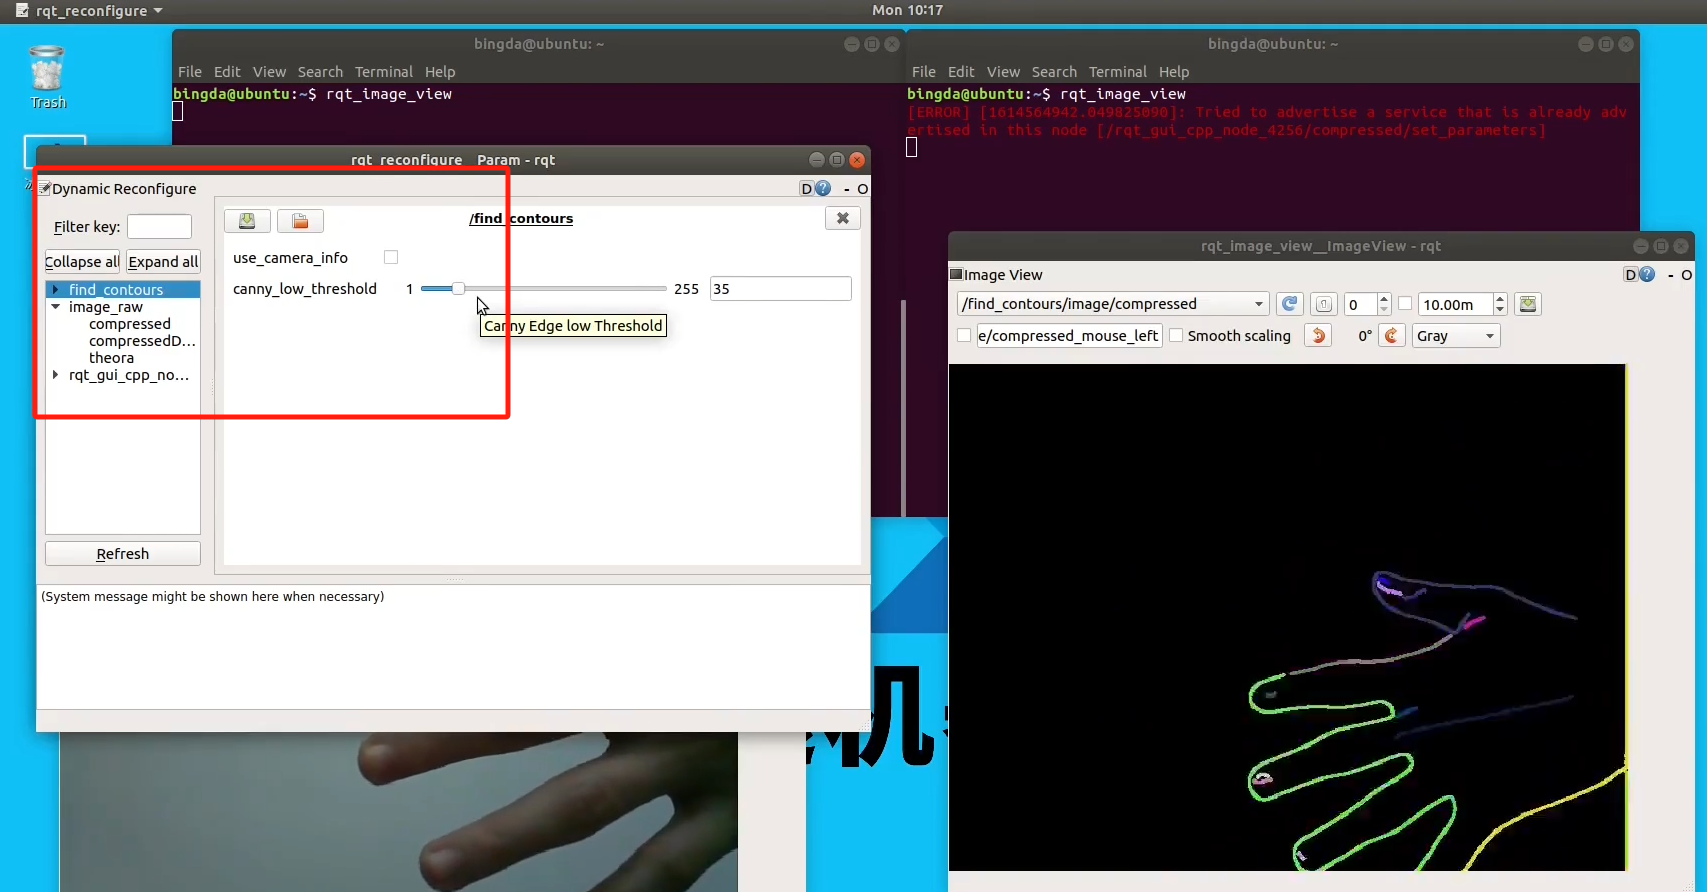 rqt_reconfigure
Mon 10:17
Trash
bingda@ubuntu: ~
File Edit View Search Terminal Help
bingda@ubuntu:~$ rqt_image_view
bingda@ubuntu: ~
File Edit View Search Terminal Help
bingda@ubuntu:~$ rqt_image_view
[ERROR] [1614564942.049825090]: Tried to advertise a service that is already adv
ertised in this node [/rqt_gui_cpp_node_4256/compressed/set_parameters]
rqt_reconfigure__Param - rqt
Dynamic Reconfigure
D - O
Filter key:
Collapse all Expand all
find_contours
image_raw
compressed
compressedD...
theora
rqt_gui_cpp_no...
Refresh
/find_contours
use_camera_info
canny_low_threshold 1 255 35
Canny Edge low Threshold
(System message might be shown here when necessary)
rqt_image_view__ImageView - rqt
Image View
D - O
/find_contours/image/compressed 0 10.00m
e/compressed_mouse_left Smooth scaling 0° Gray
机